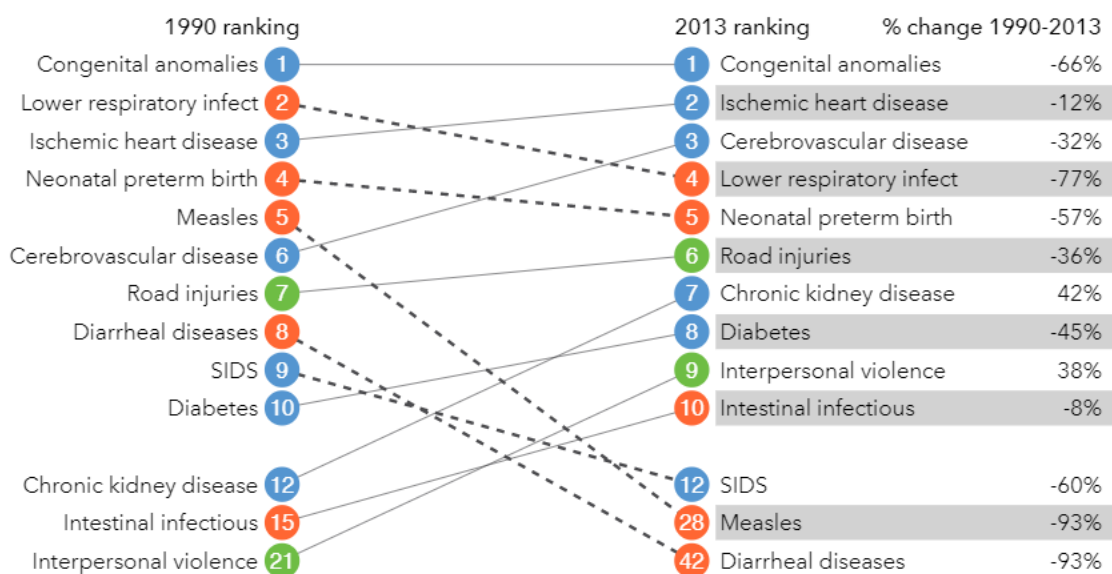 1990 ranking 2013 ranking % change 1990-2013
Congenital anomalies 1 1 Congenital anomalies -66%
Lower respiratory infect 2 2 Ischemic heart disease -12%
Ischemic heart disease 3 3 Cerebrovascular disease -32%
Neonatal preterm birth 4 4 Lower respiratory infect -77%
Measles 5 5 Neonatal preterm birth -57%
Cerebrovascular disease 6 6 Road injuries -36%
Road injuries 7 7 Chronic kidney disease 42%
Diarrheal diseases 8 8 Diabetes -45%
SIDS 9 9 Interpersonal violence 38%
Diabetes 10 10 Intestinal infectious -8%
Chronic kidney disease 12 12 SIDS -60%
Intestinal infectious 15 28 Measles -93%
Interpersonal violence 21 42 Diarrheal diseases -93%